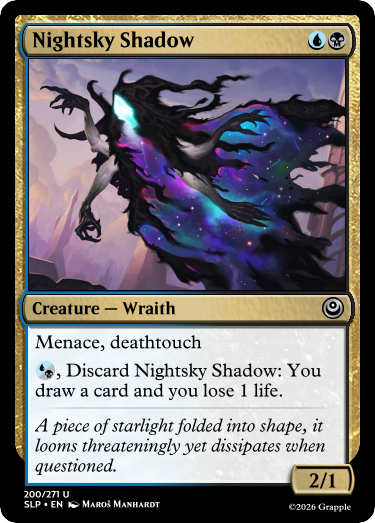 Nightsky Shadow
Creature — Wraith
Menace, deathtouch
, Discard Nightsky Shadow: You
draw a card and you lose 1 life.
A piece of starlight folded into shape, it
looms threateningly yet dissipates when
questioned.
2/1
200/271 U
SLP • EN Maroš Manhardt
©2026 Grapple